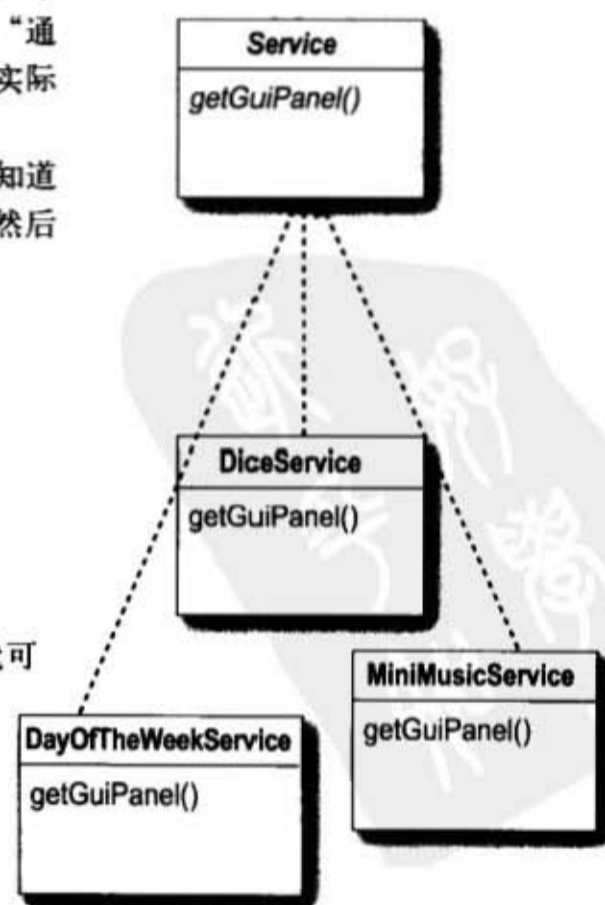 “通
实际
知道
然后
可
Service
getGuiPanel()
DiceService
getGuiPanel()
MiniMusicService
getGuiPanel()
DayOfTheWeekService
getGuiPanel()